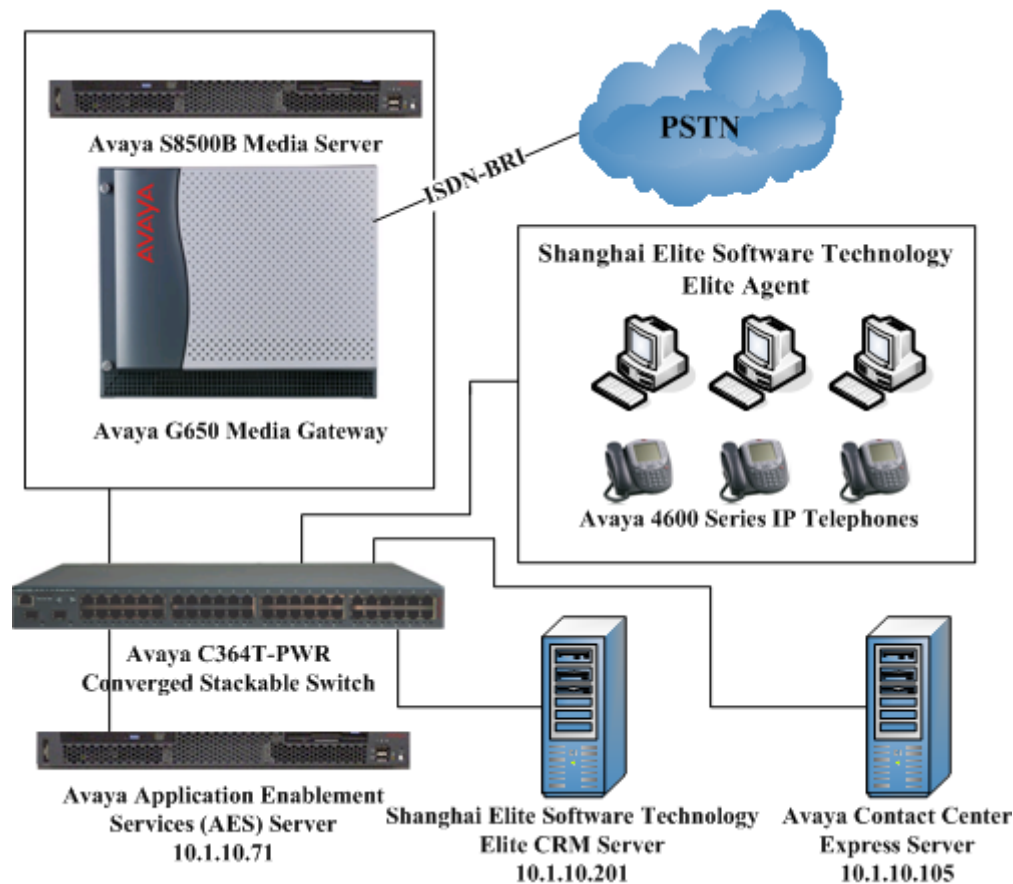 Avaya S8500B Media Server
AVAYA
Avaya G650 Media Gateway
ISDN-BRI
PSTN
Shanghai Elite Software Technology
Elite Agent
Avaya 4600 Series IP Telephones
Avaya C364T-PWR
Converged Stackable Switch
Avaya Application Enablement
Services (AES) Server
10.1.10.71
Shanghai Elite Software Technology
Elite CRM Server
10.1.10.201
Avaya Contact Center
Express Server
10.1.10.105